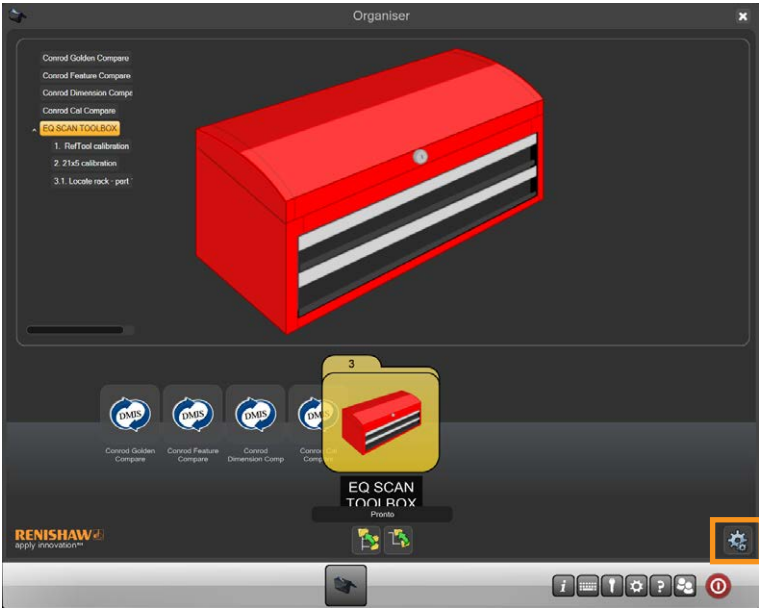 Organiser
Conrod Golden Compare
Conrod Feature Compare
Conrod Dimension Compa
Conrod Cal Compare
EQ SCAN TOOLBOX
1. RefTool calibration
2. 21x5 calibration
3.1. Locate rack - part
3
DMIS
DMIS
DMIS
DMIS
Conrod Golden
Compare
Conrod Feature
Compare
Conrod
Dimension Comp
Conrod Cal
Compare
EQ SCAN
TOOLBOX
Pronto
RENISHAW
apply innovation™